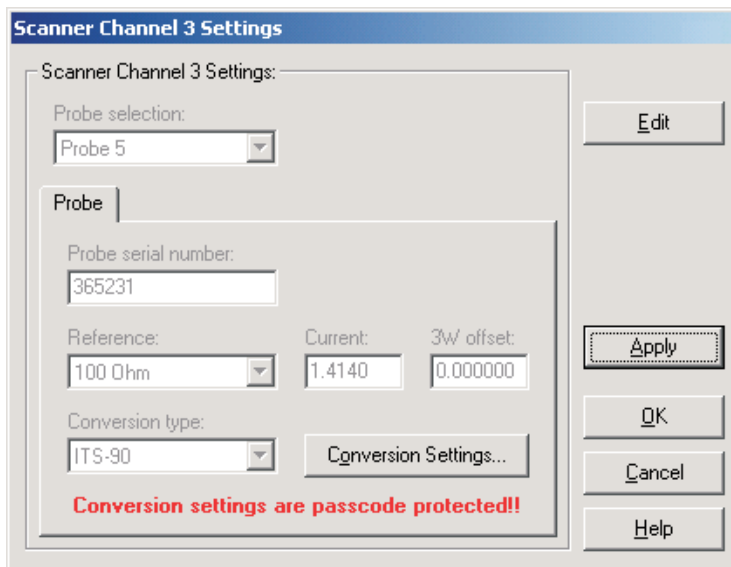 Scanner Channel 3 Settings
Scanner Channel 3 Settings:
Probe selection:
Probe 5
Edit
Probe
Probe serial number:
365231
Reference: Current: 3W offset:
100 Ohm 1.4140 0.000000
Apply
Conversion type:
ITS-90 Conversion Settings...
OK
Cancel
Conversion settings are passcode protected!!
Help